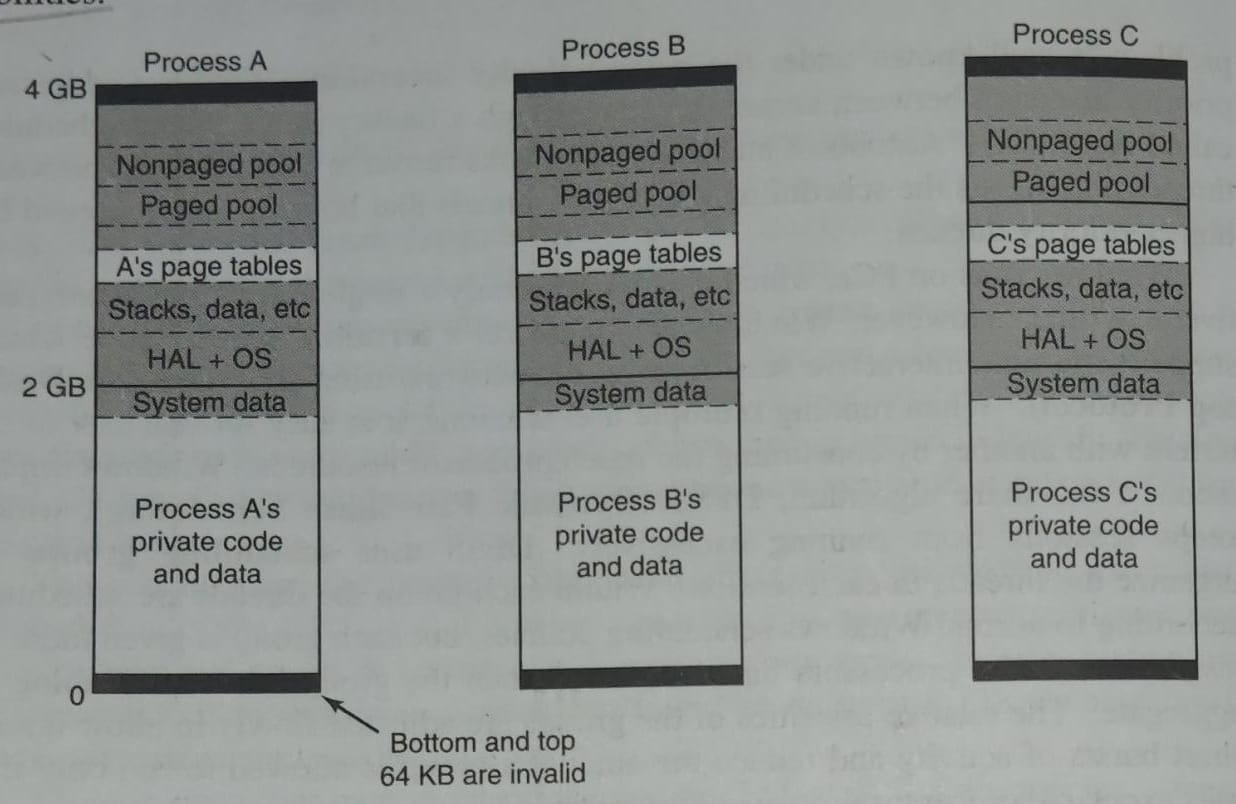 Process A
4 GB
Nonpaged pool
Paged pool
A's page tables
Stacks, data, etc
HAL + OS
2 GB
System data
Process A's
private code
and data
0
Bottom and top
64 KB are invalid
Process B
Nonpaged pool
Paged pool
B's page tables
Stacks, data, etc
HAL + OS
System data
Process B's
private code
and data
Process C
Nonpaged pool
Paged pool
C's page tables
Stacks, data, etc
HAL + OS
System data
Process C's
private code
and data